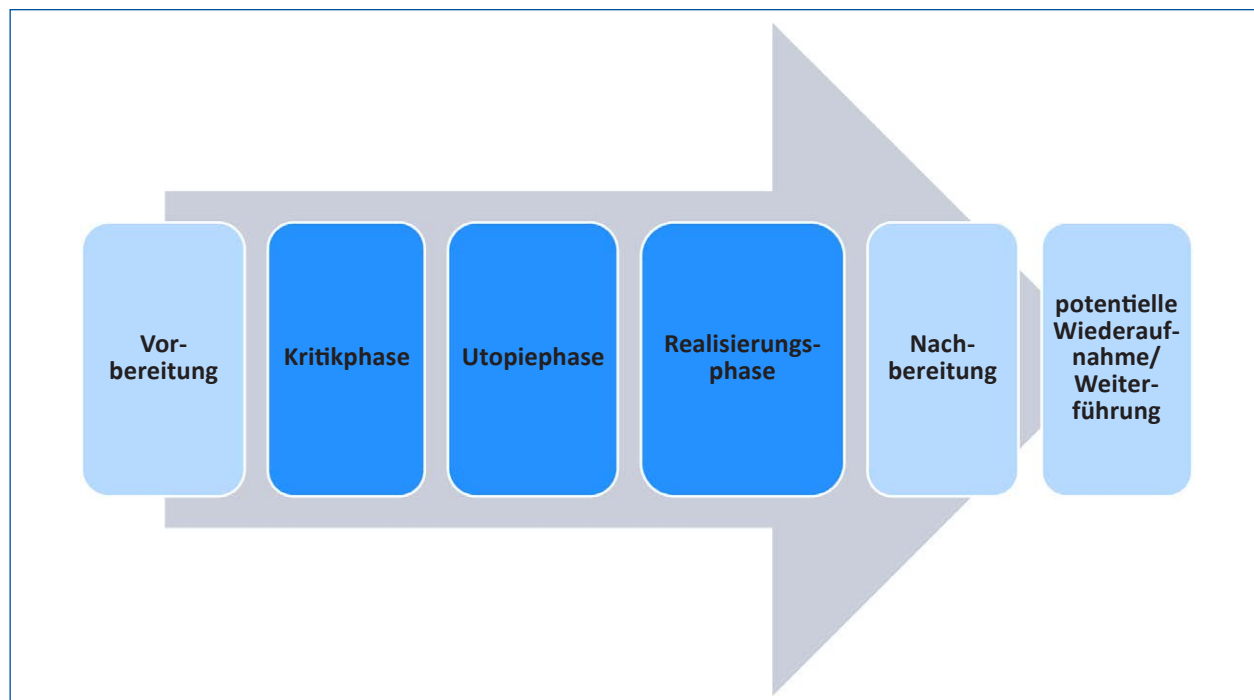 Vor-
bereitung
Kritikphase
Utopiephase
Realisierungs-
phase
Nach-
bereitung
potentielle
Wiederauf-
nahme/
Weiter-
führung